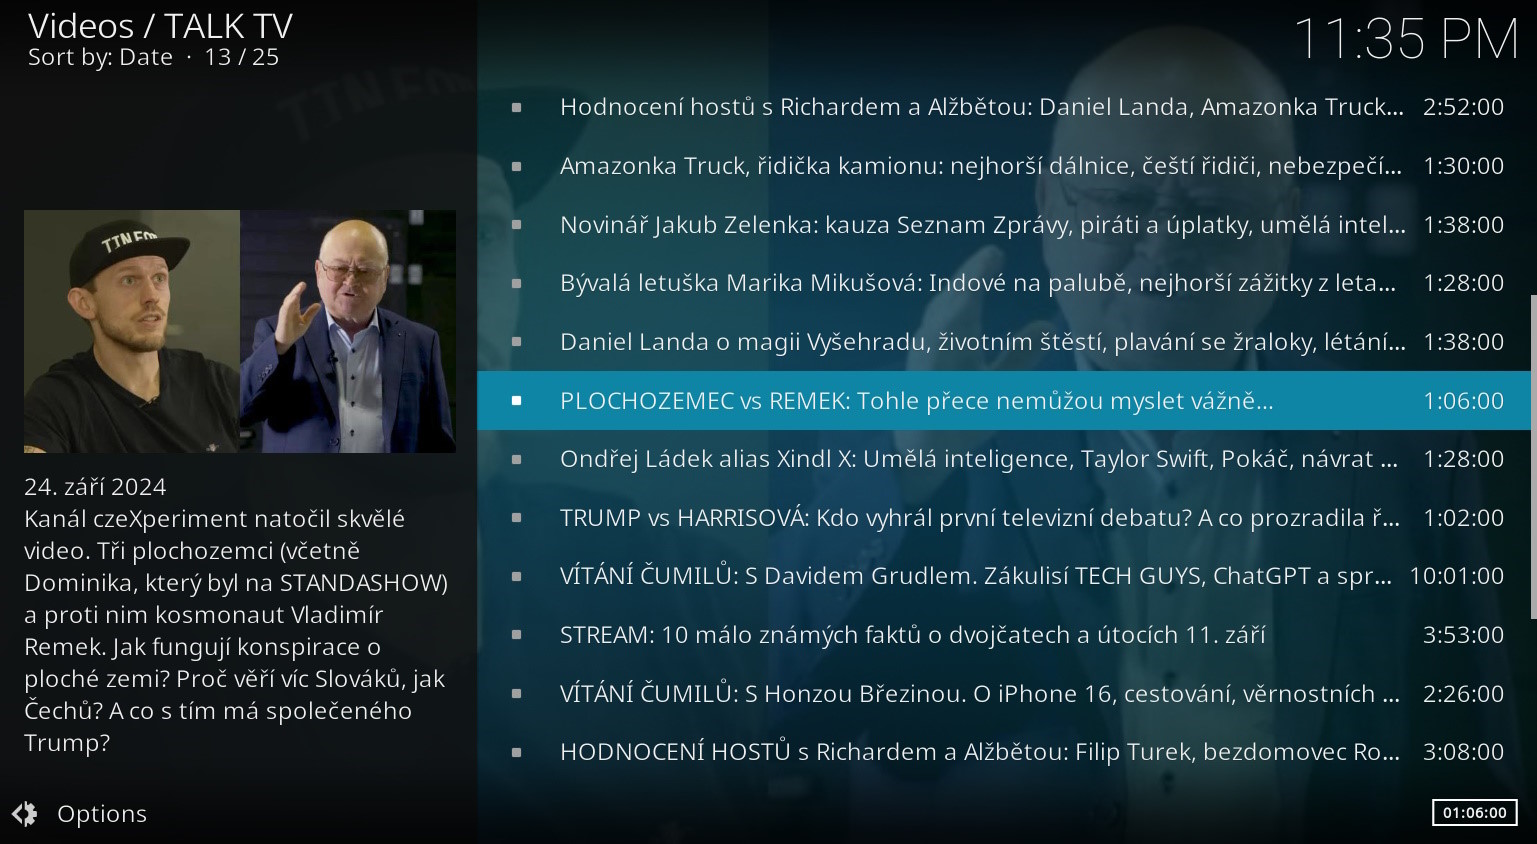 Videos / TALK TV
Sort by: Date · 13 / 25
11:35 PM
Hodnocení hostů s Richardem a Alžbětou: Daniel Landa, Amazonka Truck... 2:52:00
Amazonka Truck, řidička kamionu: nejhorší dálnice, čeští řidiči, nebezpečí... 1:30:00
Novinář Jakub Zelenka: kauza Seznam Zprávy, piráti a úplatky, umělá intel... 1:38:00
Bývalá letuška Marika Mikušová: Indové na palubě, nejhorší zážitky z leta... 1:28:00
Daniel Landa o magii Vyšehradu, životním štěstí, plavání se žraloky, létání... 1:38:00
PLOCHOZEMEC vs REMEK: Tohle přece nemůžou myslet vážně... 1:06:00
Ondřej Ládek alias Xindl X: Umělá inteligence, Taylor Swift, Pokáč, návrat ... 1:28:00
TRUMP vs HARRISOVÁ: Kdo vyhrál první televizní debatu? A co prozradila ř... 1:02:00
VÍTÁNÍ ČUMILŮ: S Davidem Grudlem. Zákulisí TECH GUYS, ChatGPT a spr... 10:01:00
STREAM: 10 málo známých faktů o dvojčatech a útocích 11. září 3:53:00
VÍTÁNÍ ČUMILŮ: S Honzou Březinou. O iPhone 16, cestování, věrnostních ... 2:26:00
HODNOCENÍ HOSTŮ s Richardem a Alžbětou: Filip Turek, bezdomovec Ro... 3:08:00
24. září 2024
Kanál czeXperiment natočil skvělé
video. Tři plochozemci (včetně
Dominika, který byl na STANDASHOW)
a proti nim kosmonaut Vladimír
Remek. Jak fungují konspirace o
ploché zemi? Proč věří víc Slováků, jak
Čechů? A co s tím má společeného
Trump?
Options
01:06:00